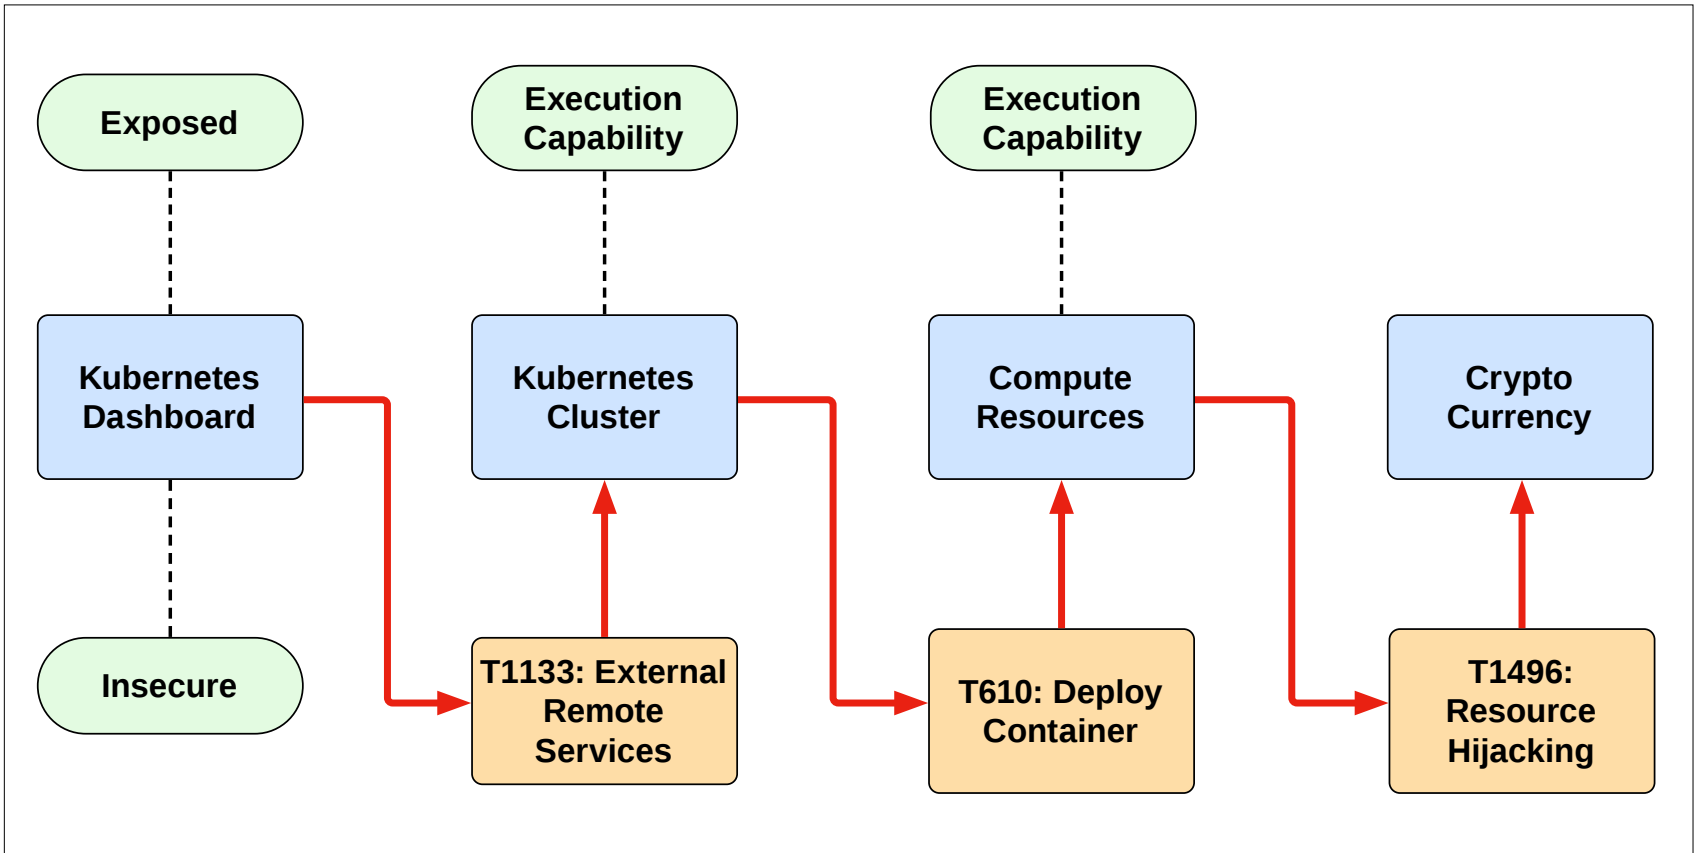 Exposed
Execution
Capability
Execution
Capability
Kubernetes
Dashboard
Kubernetes
Cluster
Compute
Resources
Crypto
Currency
Insecure
T1133: External
Remote
Services
T610: Deploy
Container
T1496:
Resource
Hijacking